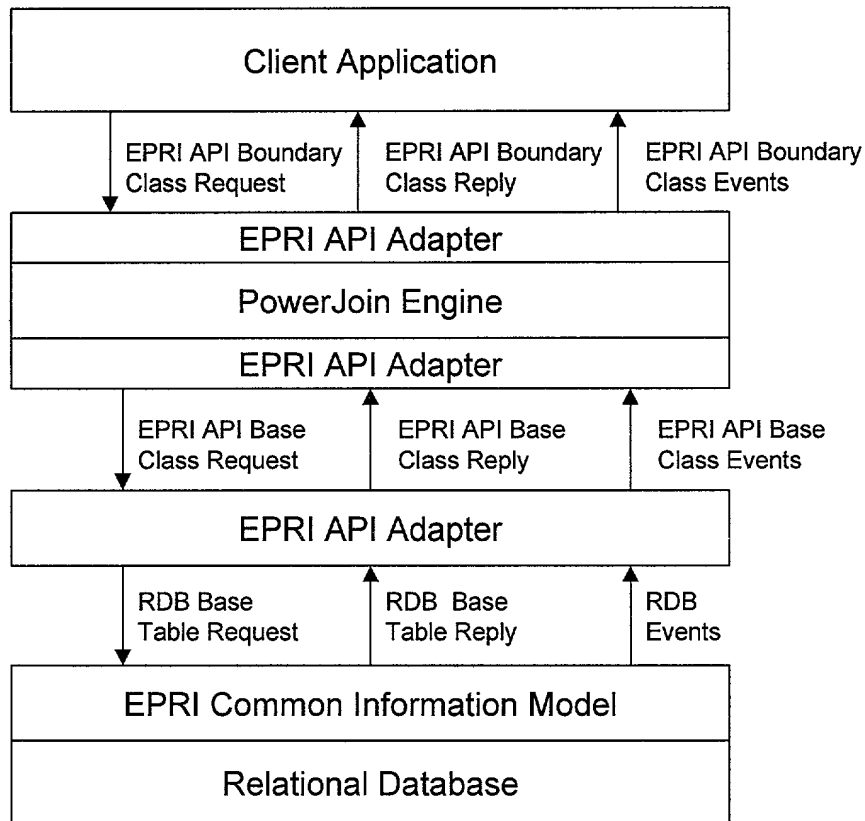 Client Application
EPRI API Boundary
Class Request
EPRI API Boundary
Class Reply
EPRI API Boundary
Class Events
EPRI API Adapter
PowerJoin Engine
EPRI API Adapter
EPRI API Base
Class Request
EPRI API Base
Class Reply
EPRI API Base
Class Events
EPRI API Adapter
RDB Base
Table Request
RDB Base
Table Reply
RDB
Events
EPRI Common Information Model
Relational Database